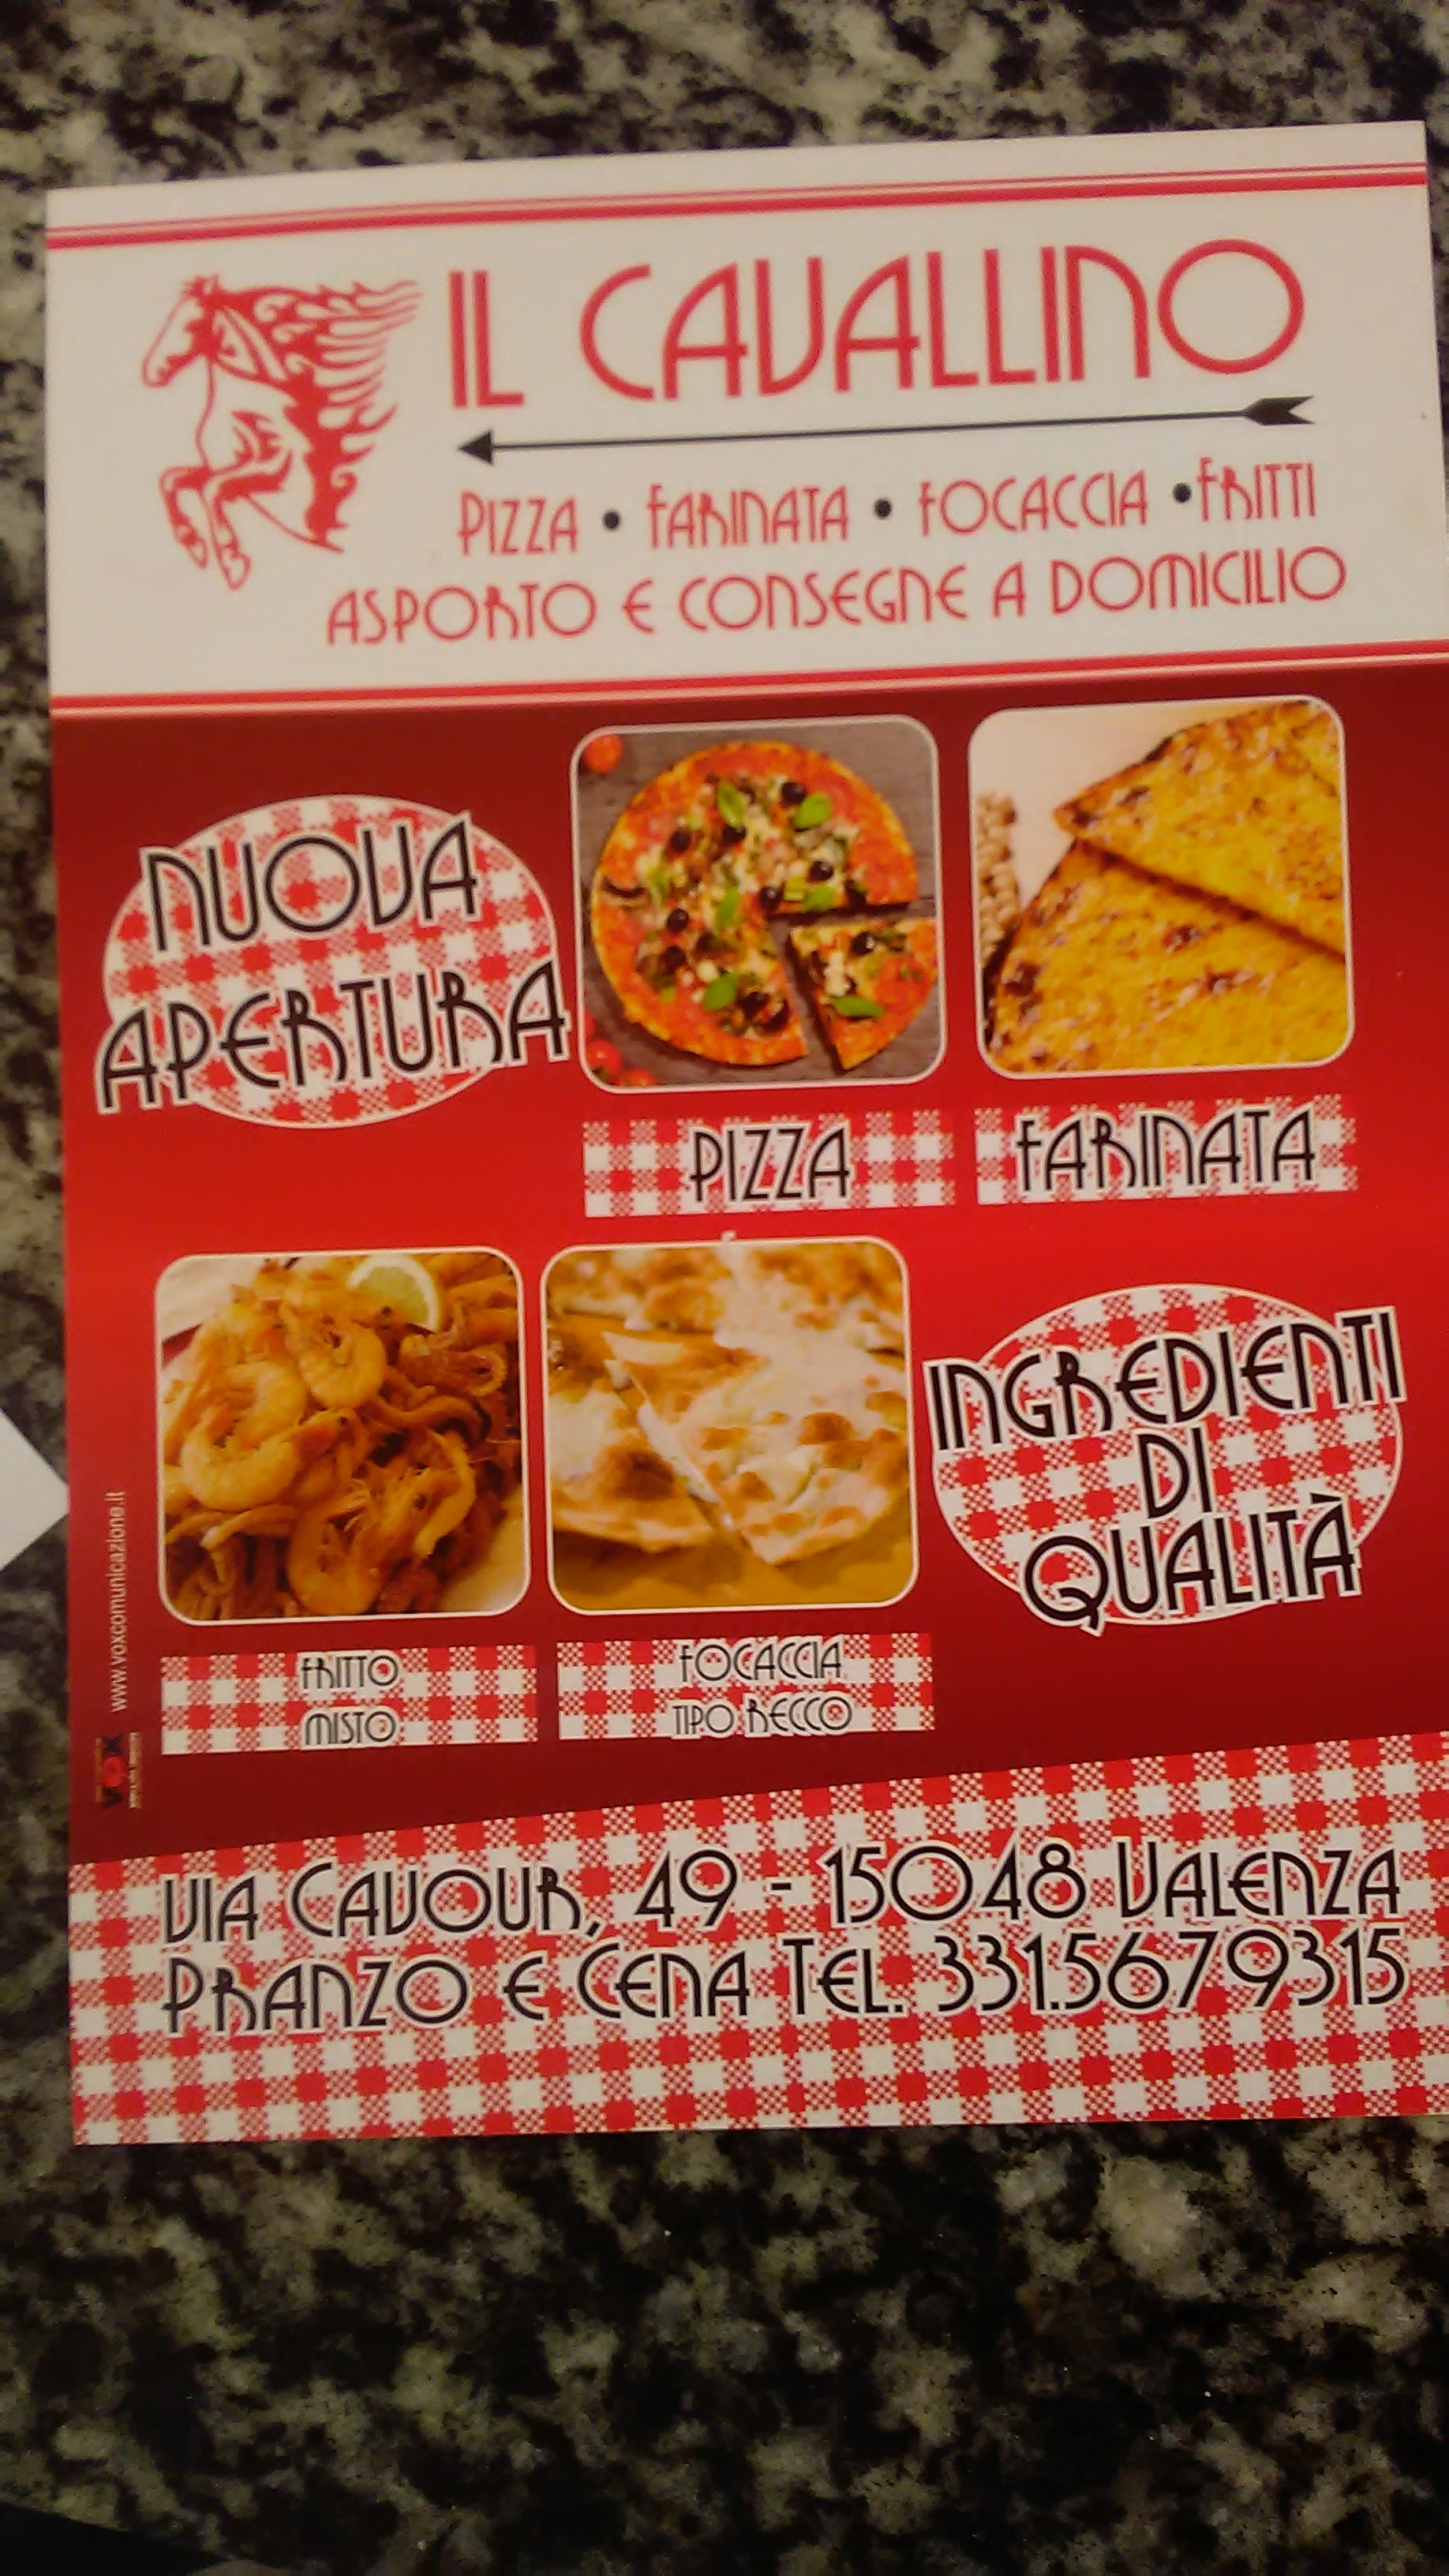 IL CAVALLINO
PIZZA • FARINATA • FOCACCIA • FRITTI
ASPORTO E CONSEGNE A DOMICILIO
NUOVA
APERTURA
PIZZA
FARINATA
INGREDIENTI
DI
QUALITÀ
FRITTO
MISTO
FOCACCIA
TIPO RECCO
www.voxcomunicazione.it
VOX
VIA CAVOUR, 49 - 15048 VALENZA
PRANZO E CENA TEL. 331.5679315